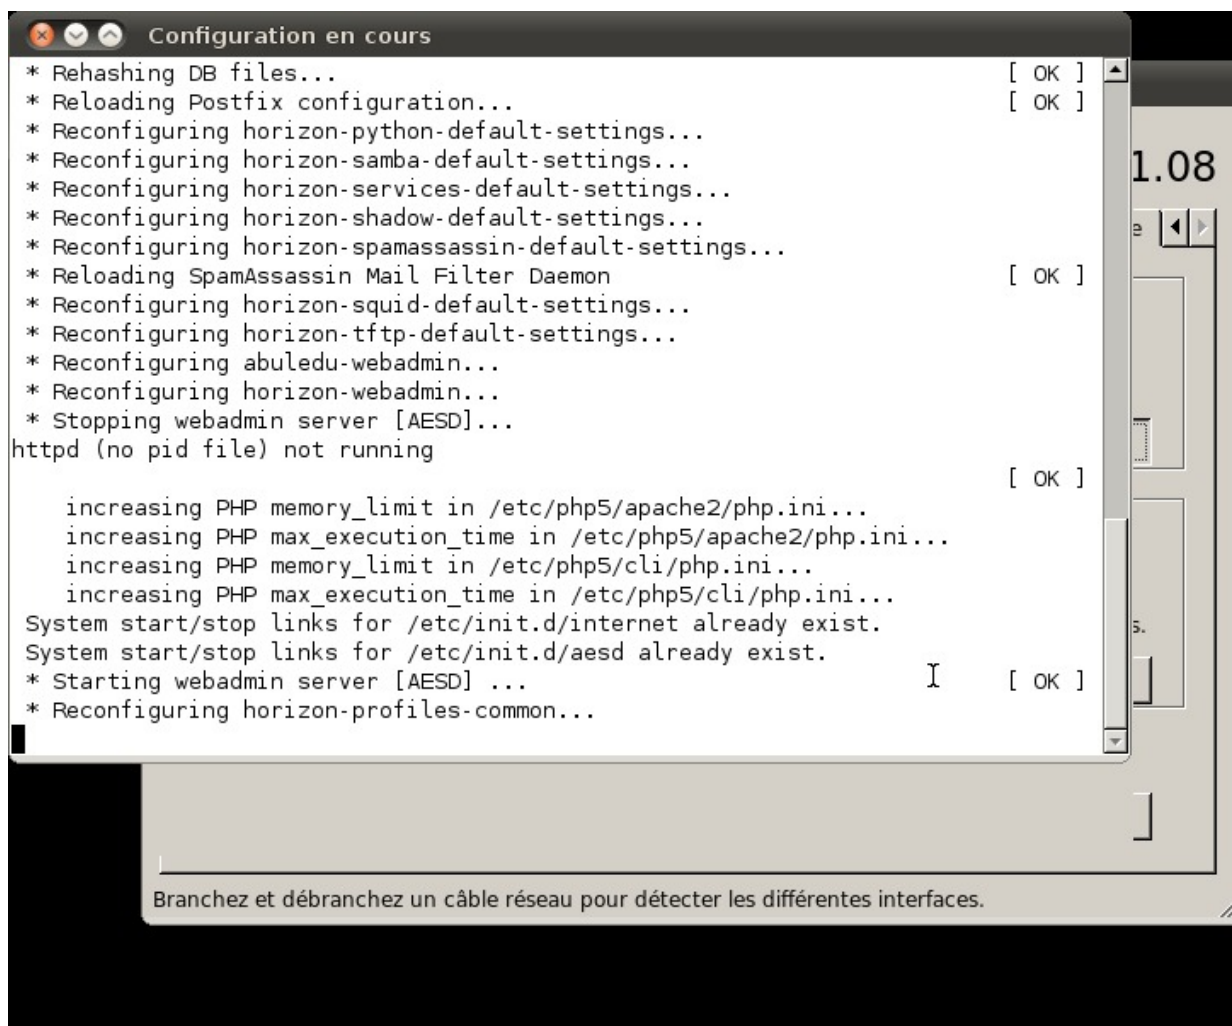 Configuration en cours
* Rehashing DB files... [ OK ]
* Reloading Postfix configuration... [ OK ]
* Reconfiguring horizon-python-default-settings...
* Reconfiguring horizon-samba-default-settings...
* Reconfiguring horizon-services-default-settings...
* Reconfiguring horizon-shadow-default-settings...
* Reconfiguring horizon-spamassassin-default-settings...
* Reloading SpamAssassin Mail Filter Daemon [ OK ]
* Reconfiguring horizon-squid-default-settings...
* Reconfiguring horizon-tftp-default-settings...
* Reconfiguring abuledu-webadmin...
* Reconfiguring horizon-webadmin...
* Stopping webadmin server [AESD]...
httpd (no pid file) not running
[ OK ]
increasing PHP memory_limit in /etc/php5/apache2/php.ini...
increasing PHP max_execution_time in /etc/php5/apache2/php.ini...
increasing PHP memory_limit in /etc/php5/cli/php.ini...
increasing PHP max_execution_time in /etc/php5/cli/php.ini...
System start/stop links for /etc/init.d/internet already exist.
System start/stop links for /etc/init.d/aesd already exist.
* Starting webadmin server [AESD] ... [ OK ]
* Reconfiguring horizon-profiles-common...
1.08
e
s.
Branchez et débranchez un câble réseau pour détecter les différentes interfaces.